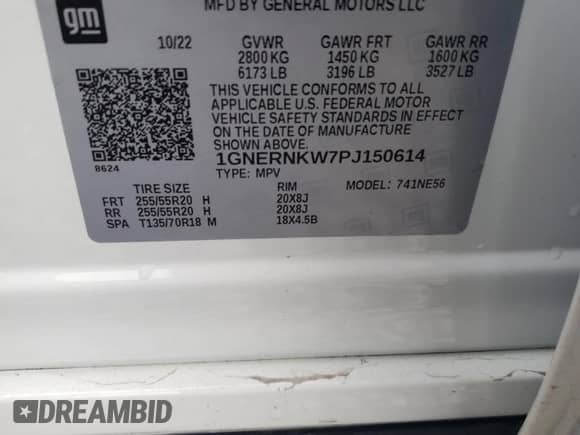 MFD BY GENERAL MOTORS LLC
gm
10/22 GVWR GAWR FRT GAWR RR
2800 KG 1450 KG 1600 KG
6173 LB 3196 LB 3527 LB
THIS VEHICLE CONFORMS TO ALL
APPLICABLE U.S. FEDERAL MOTOR
VEHICLE SAFETY STANDARDS IN EFFECT
ON THE DATE OF MANUFACTURE
SHOWN ABOVE.
8624
1GNERNKW7PJ150614
TYPE: MPV MODEL: 741NE56
TIRE SIZE RIM
FRT 255/55R20 H 20X8J
RR 255/55R20 H 20X8J
SPA T135/70R18 M 18X4.5B
DREAMBID